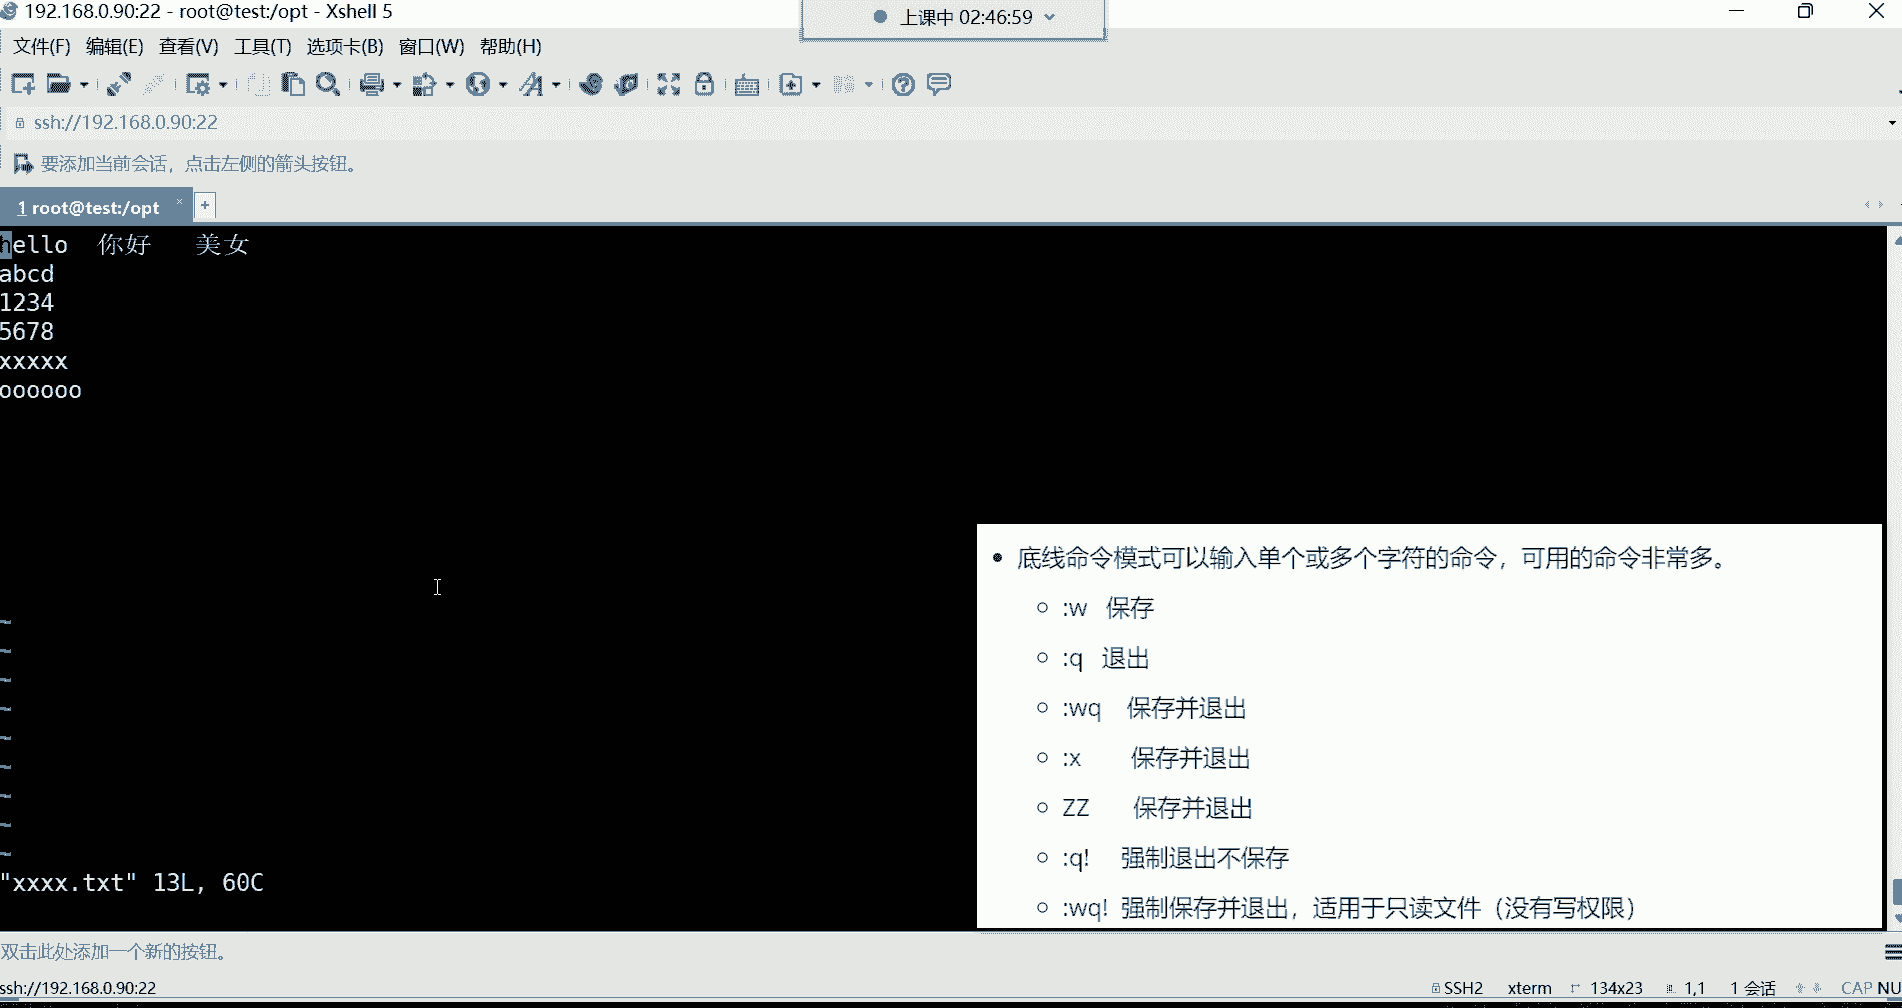 192.168.0.90:22 - root@test:/opt - Xshell 5
上课中 02:46:59
文件(F) 编辑(E) 查看(V) 工具(T) 选项卡(B) 窗口(W) 帮助(H)
ssh://192.168.0.90:22
要添加当前会话，点击左侧的箭头按钮。
1 root@test:/opt
hello 你好 美女
abcd
1234
5678
xxxxx
oooooo
~
~
~
~
~
~
~
~
~
"xxxx.txt" 13L, 60C
底线命令模式可以输入单个或多个字符的命令，可用的命令非常多。
:w 保存
:q 退出
:wq 保存并退出
:x 保存并退出
ZZ 保存并退出
:q! 强制退出不保存
:wq! 强制保存并退出，适用于只读文件（没有写权限）
双击此处添加一个新的按钮。
ssh://192.168.0.90:22
SSH2 xterm 134x23 1,1 1 会话 CAP NU